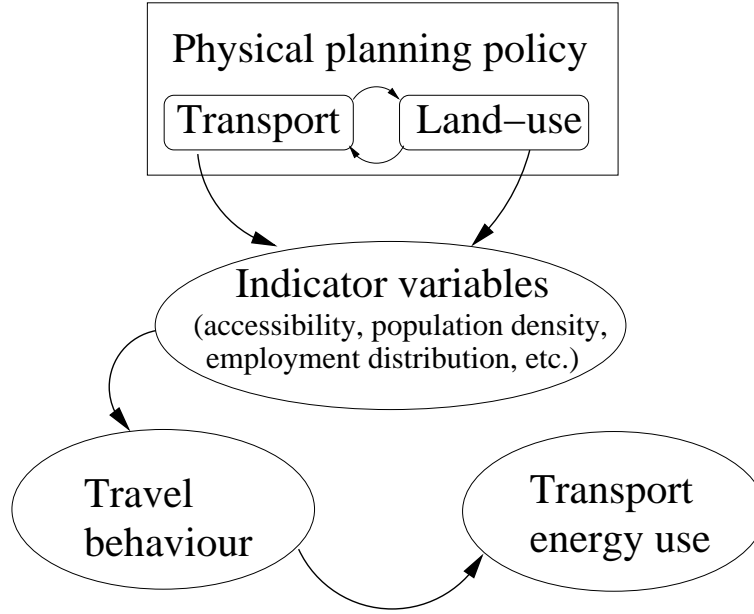 Physical planning policy
Transport
Land−use
Indicator variables
(accessibility, population density,
employment distribution, etc.)
Travel
behaviour
Transport
energy use